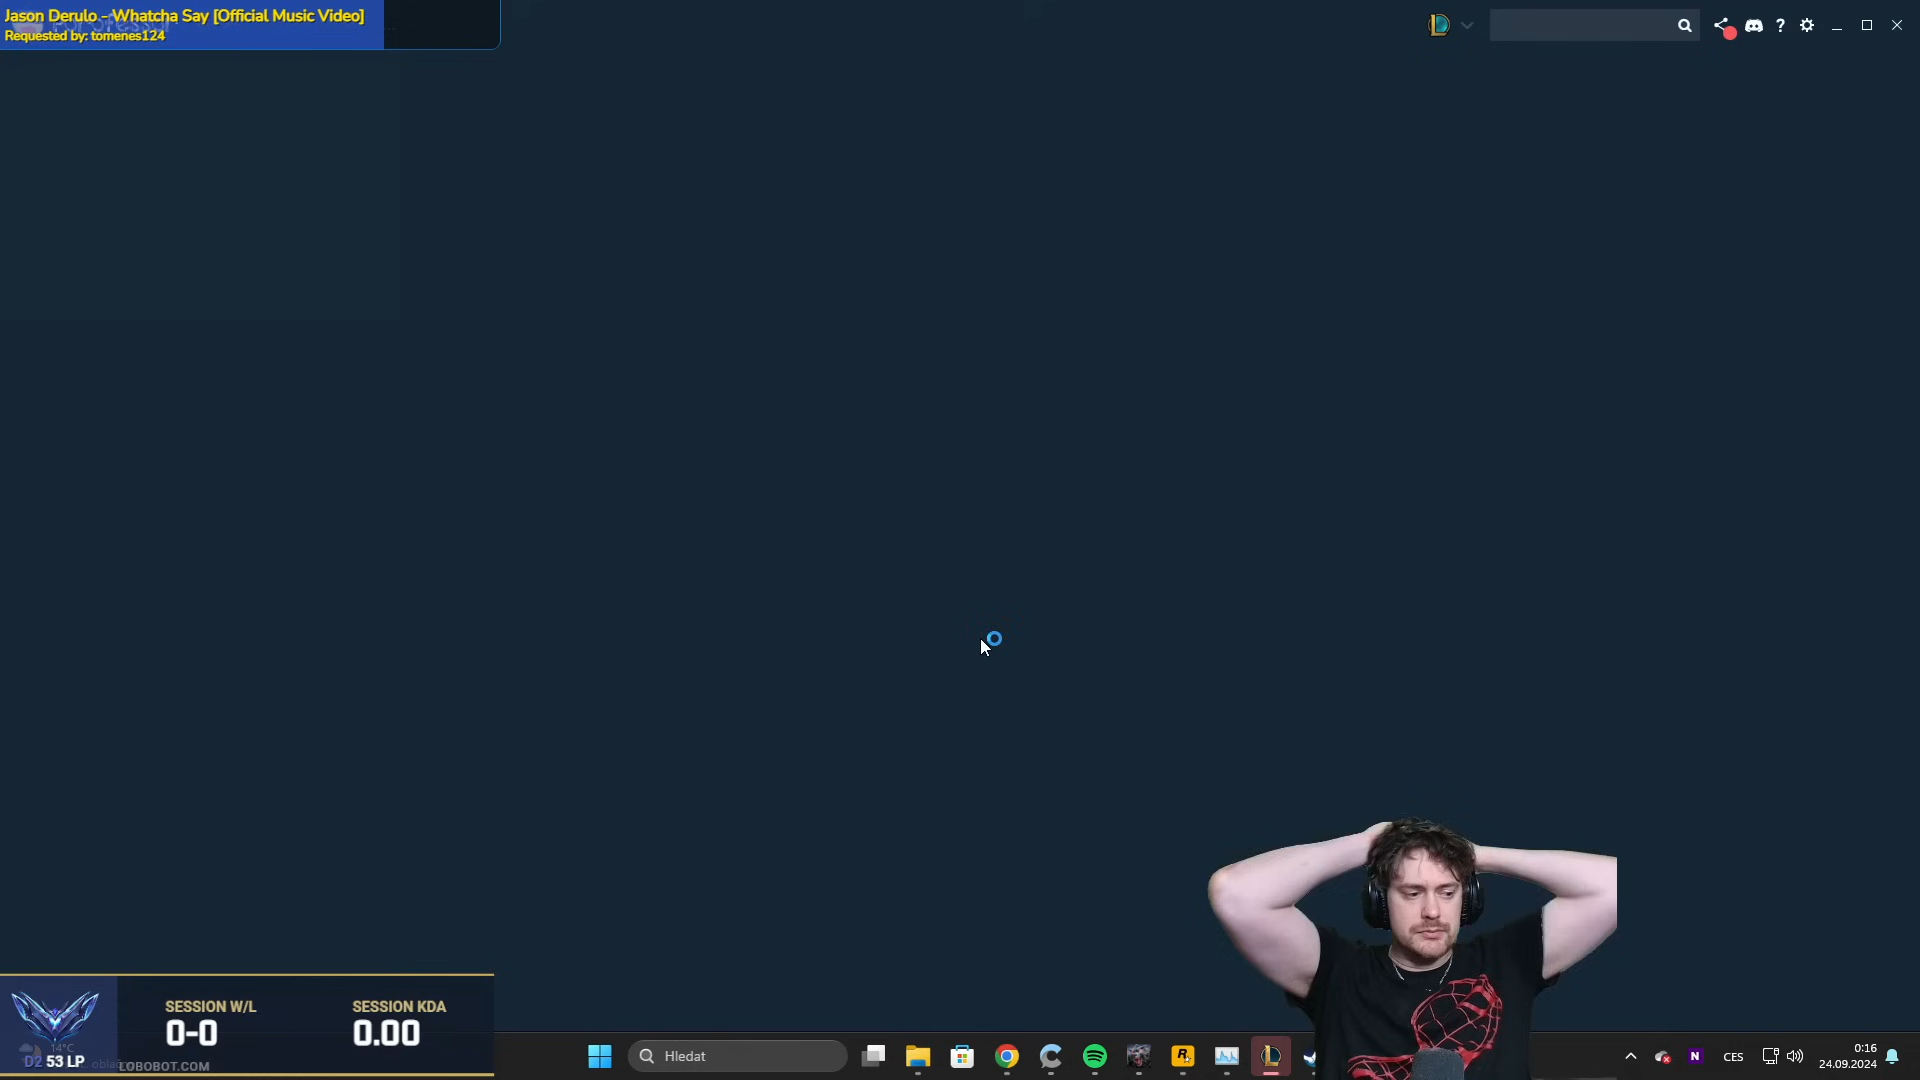 Jason Derulo - Whatcha Say [Official Music Video]
Requested by: tomenes124
SESSION W/L
SESSION KDA
0-0
0.00
14°C
D2 53 LP
LOBOBOT.COM
Hledat
N
CES
0:16
24.09.2024